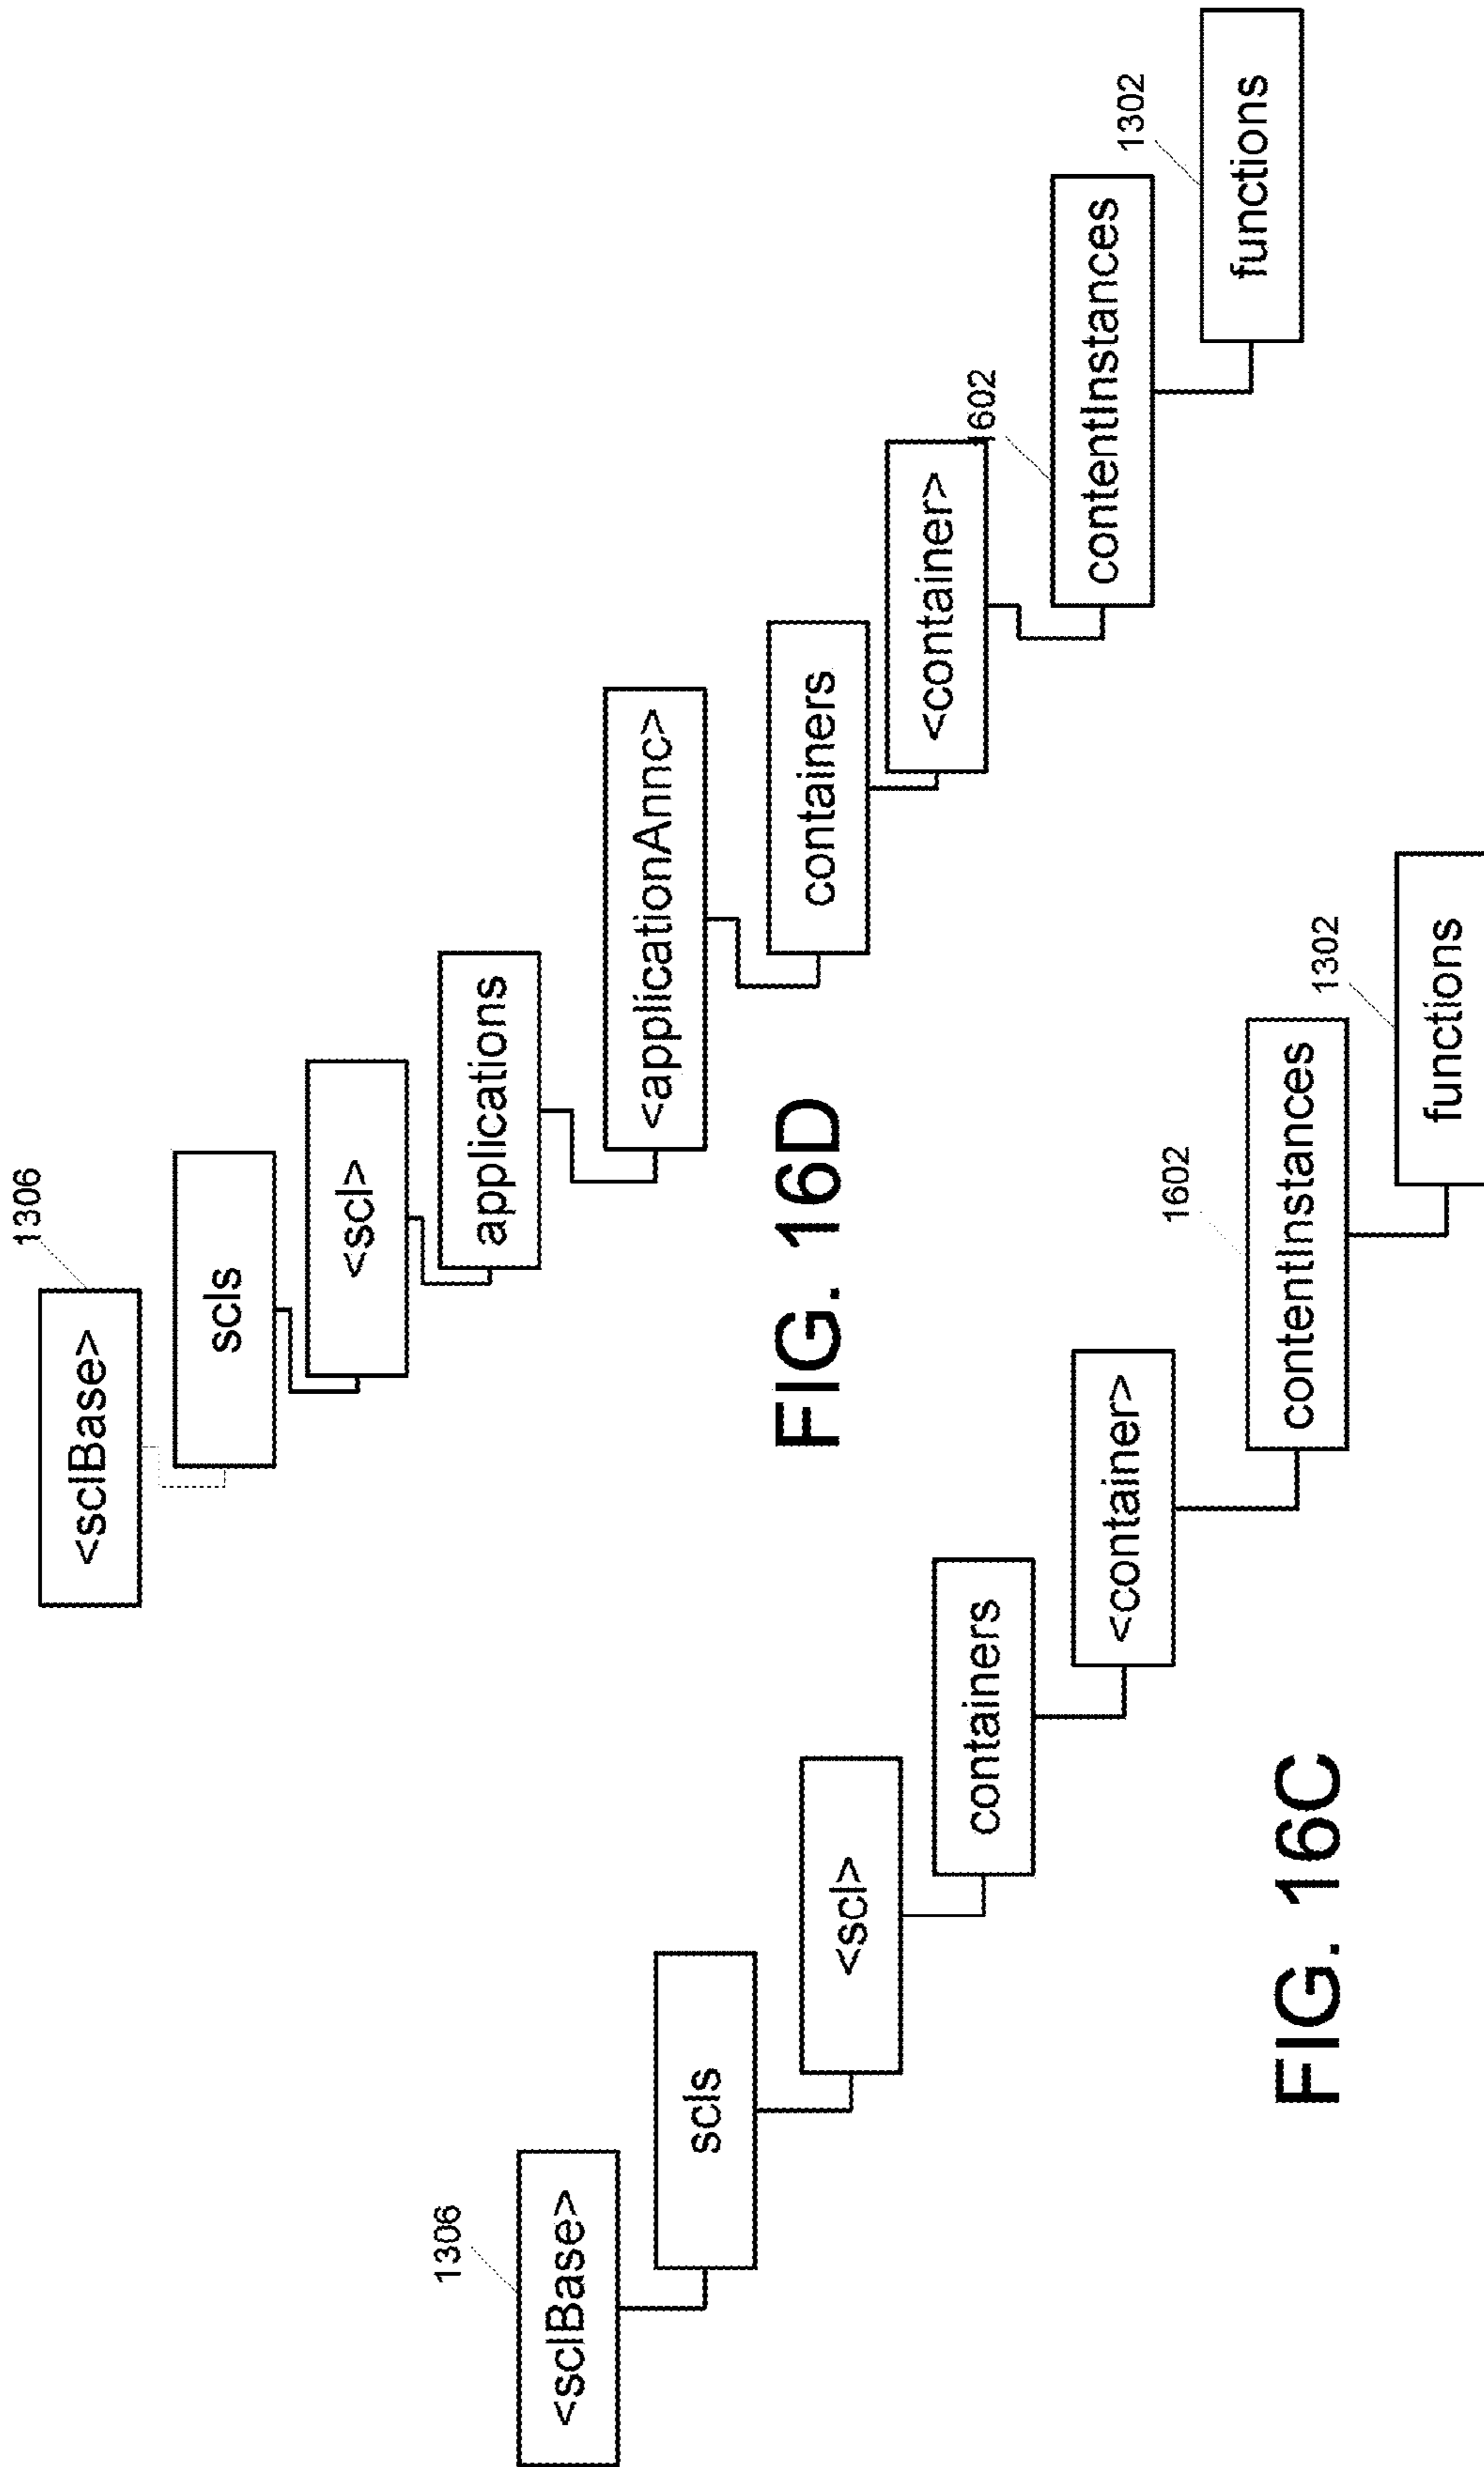 1306
<sclBase>
scls
<scl>
applications
<applicationAnnc>
containers
<container>
1602
contentInstances
1302
functions
FIG. 16D
1306
<sclBase>
scls
<scl>
containers
<container>
1602
contentInstances
1302
functions
FIG. 16C